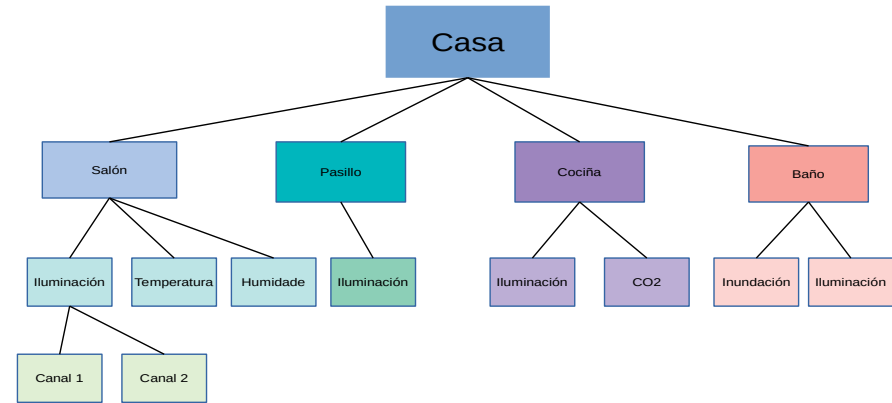 Casa
Salón
Pasillo
Cociña
Baño
Iluminación
Temperatura
Humidade
Iluminación
Iluminación
CO2
Inundación
Iluminación
Canal 1
Canal 2